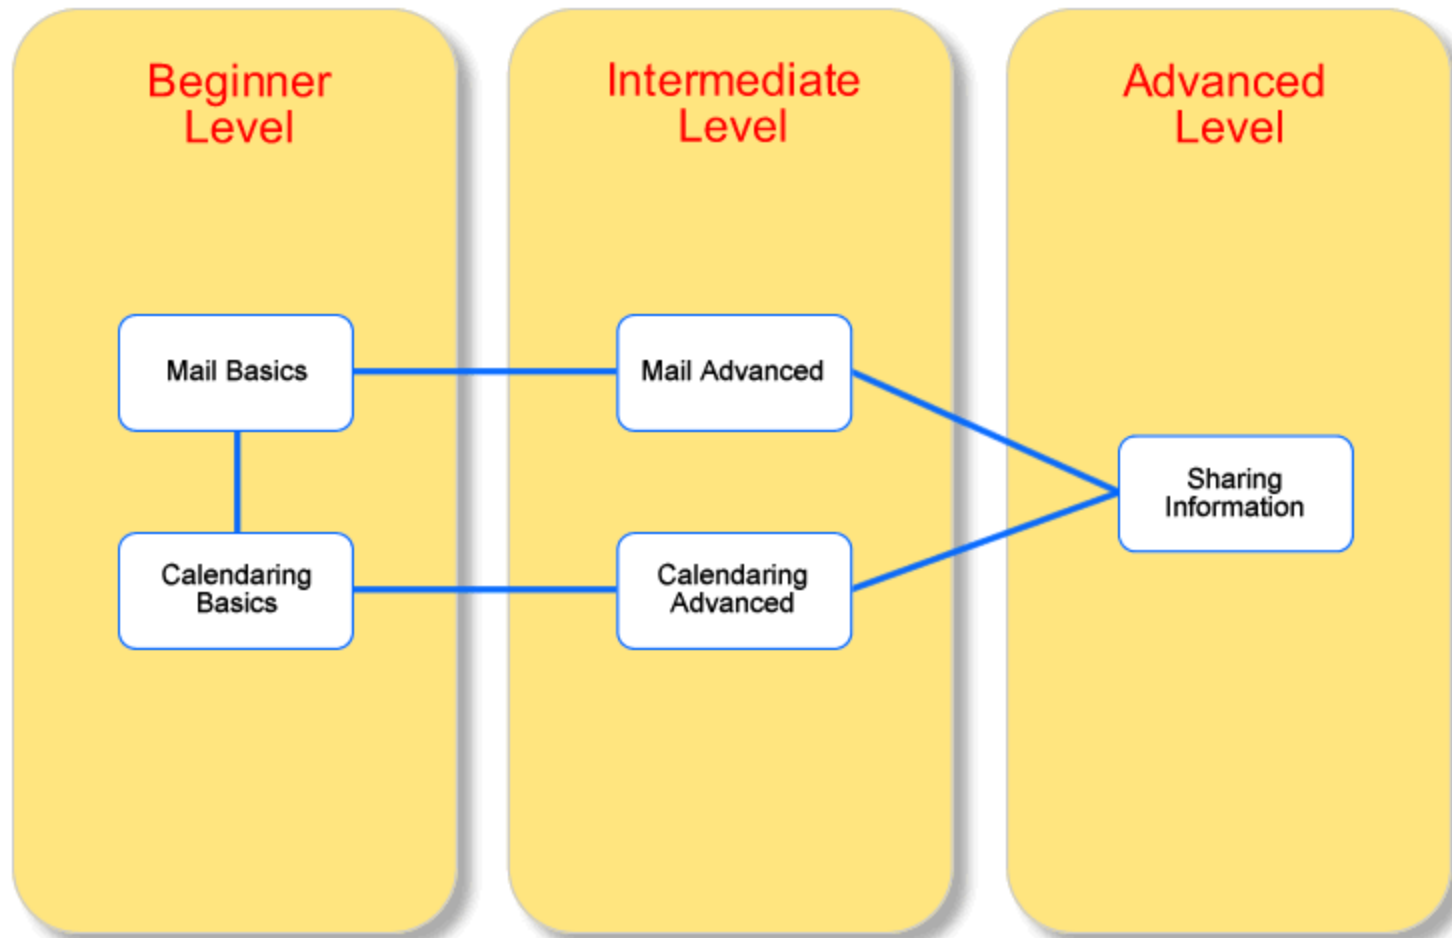 Beginner
Level
Intermediate
Level
Advanced
Level
Mail Basics
Mail Advanced
Sharing
Information
Calendaring
Basics
Calendaring
Advanced